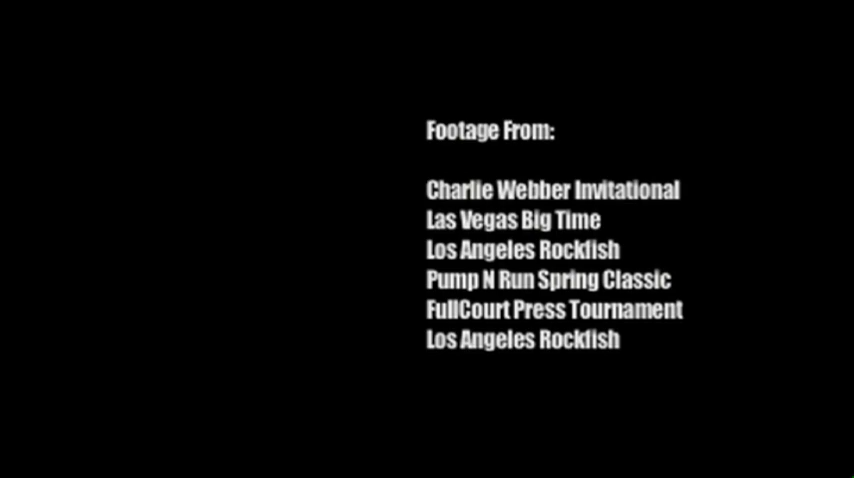 Footage From:
Charlie Webber Invitational
Las Vegas Big Time
Los Angeles Rockfish
Pump N Run Spring Classic
FullCourt Press Tournament
Los Angeles Rockfish